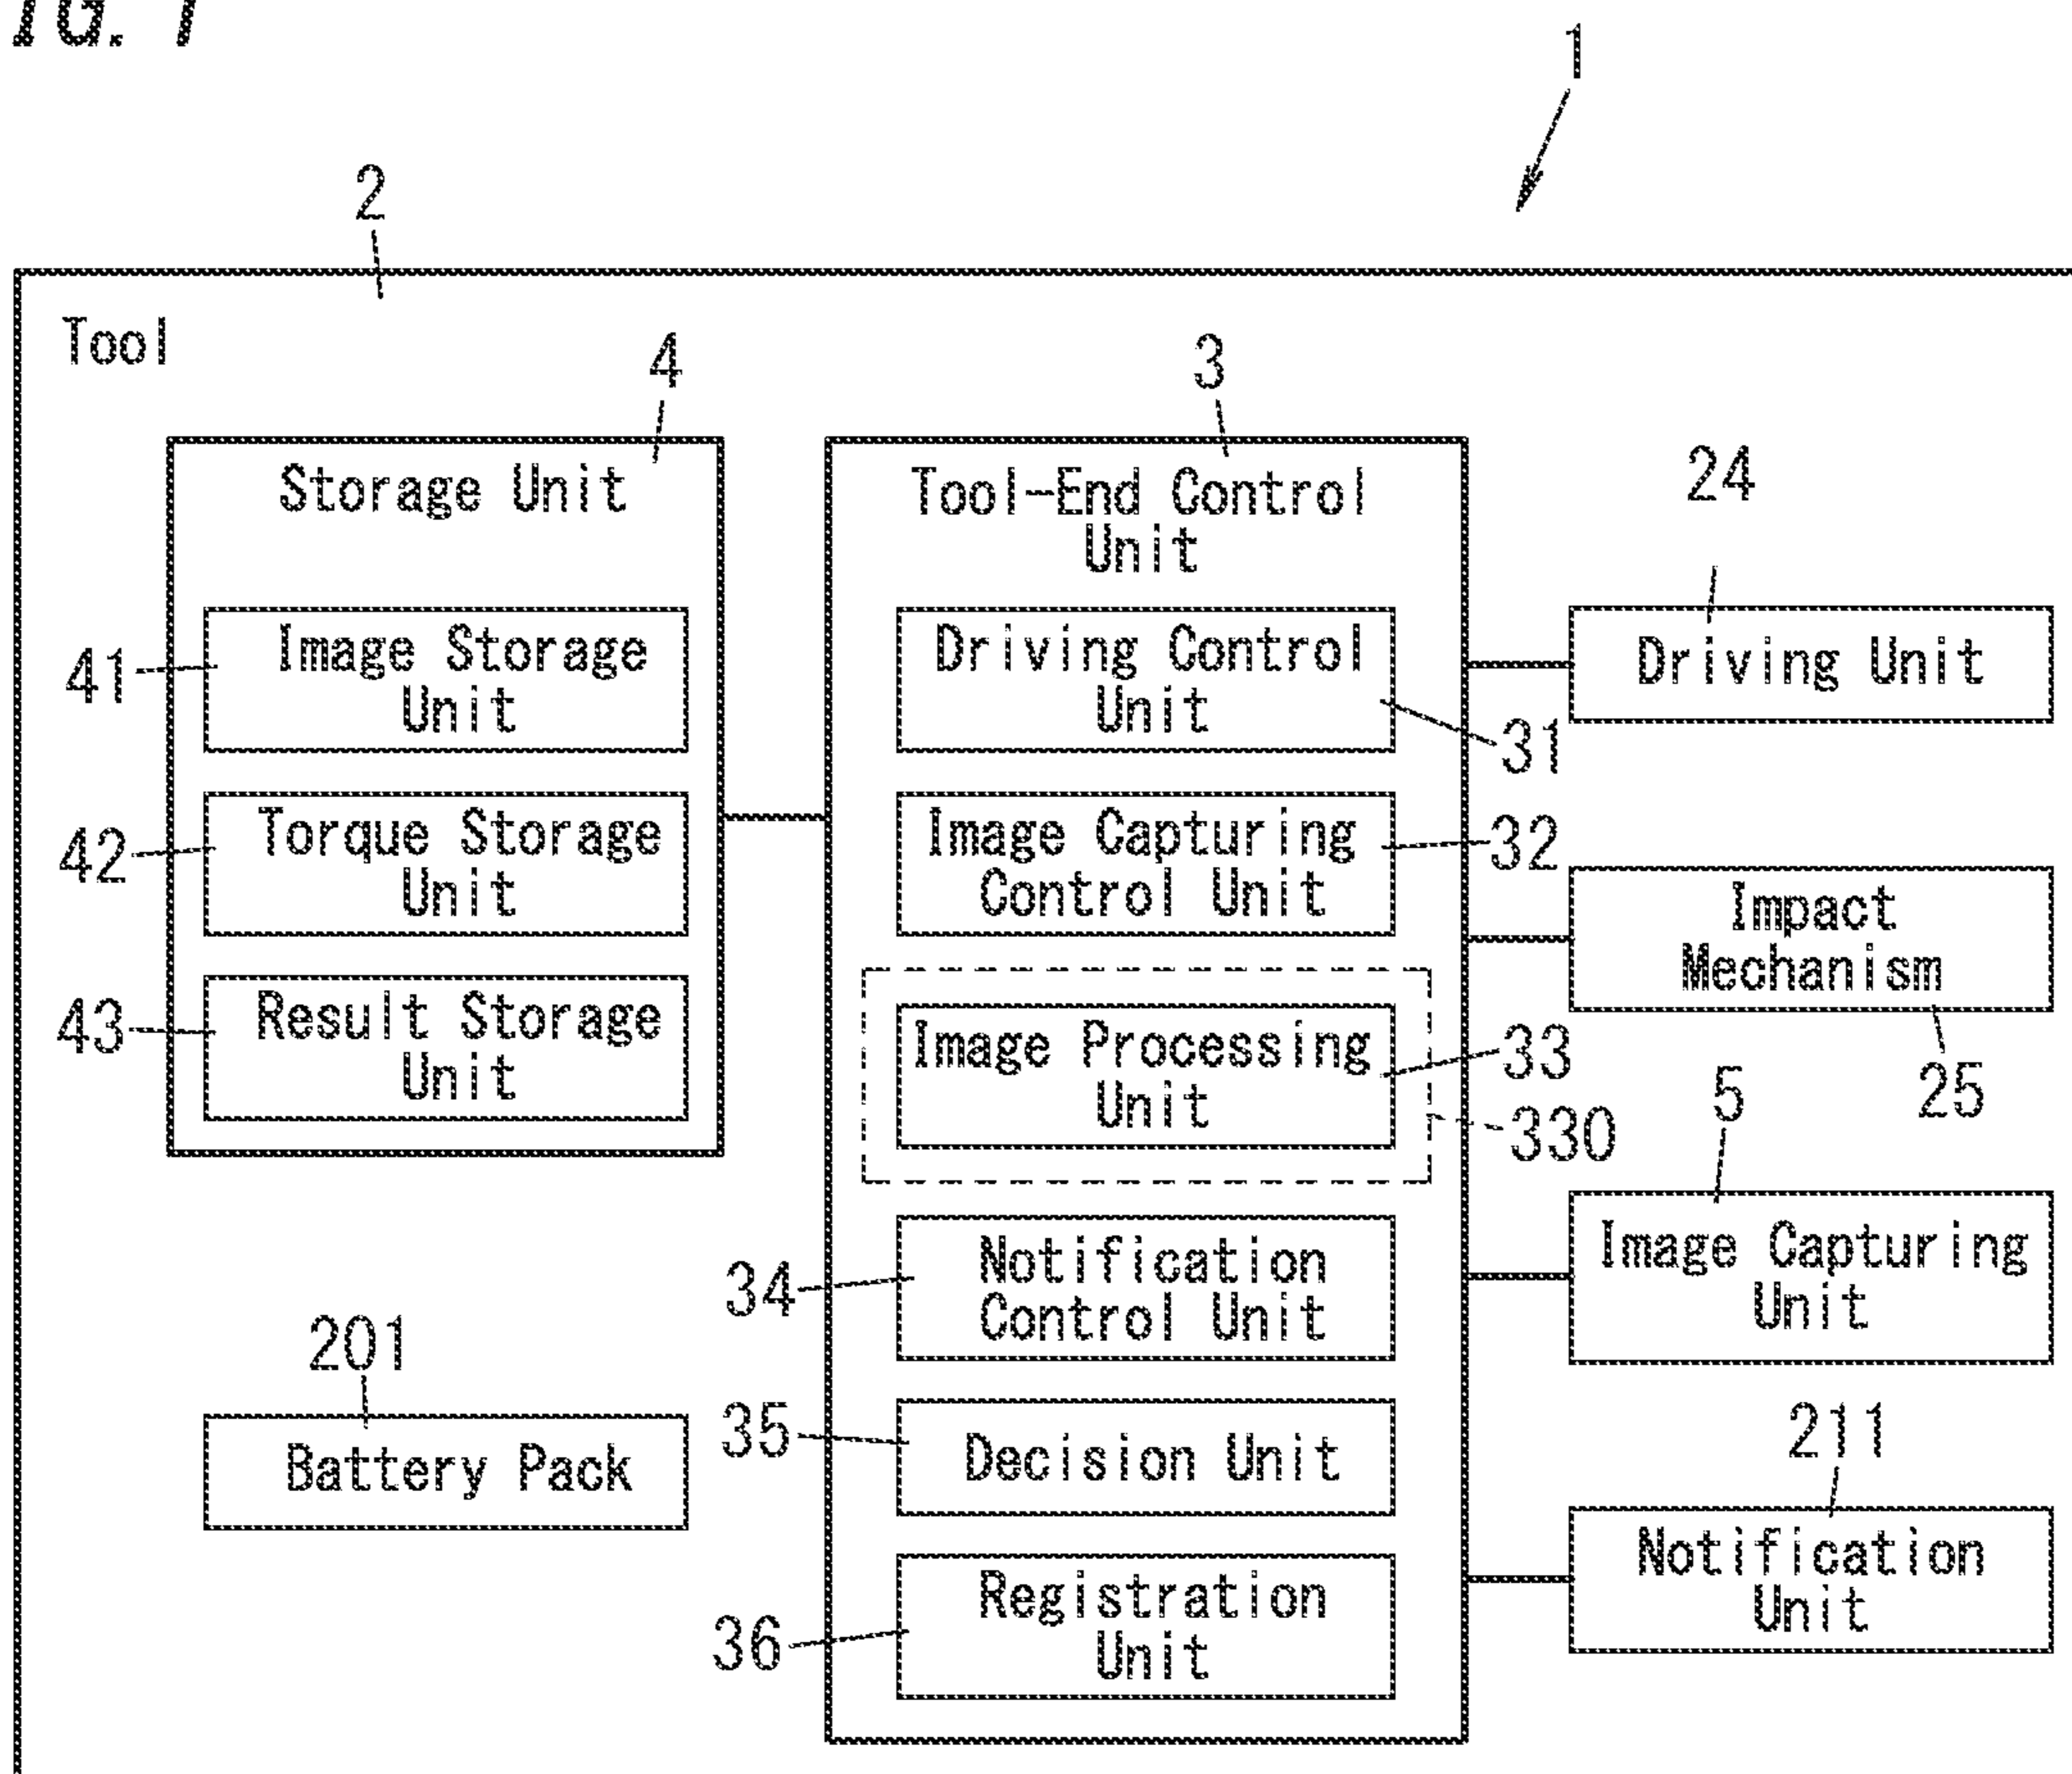 IG. 1
1
2
Tool
4
3
Storage Unit
Tool-End Control
Unit
24
41
Image Storage
Unit
Driving Control
Unit
31
Driving Unit
42
Torque Storage
Unit
Image Capturing
Control Unit
32
Impact
Mechanism
25
43
Result Storage
Unit
Image Processing
Unit
33
330
5
Image Capturing
Unit
34
Notification
Control Unit
201
Battery Pack
35
Decision Unit
211
Notification
Unit
36
Registration
Unit